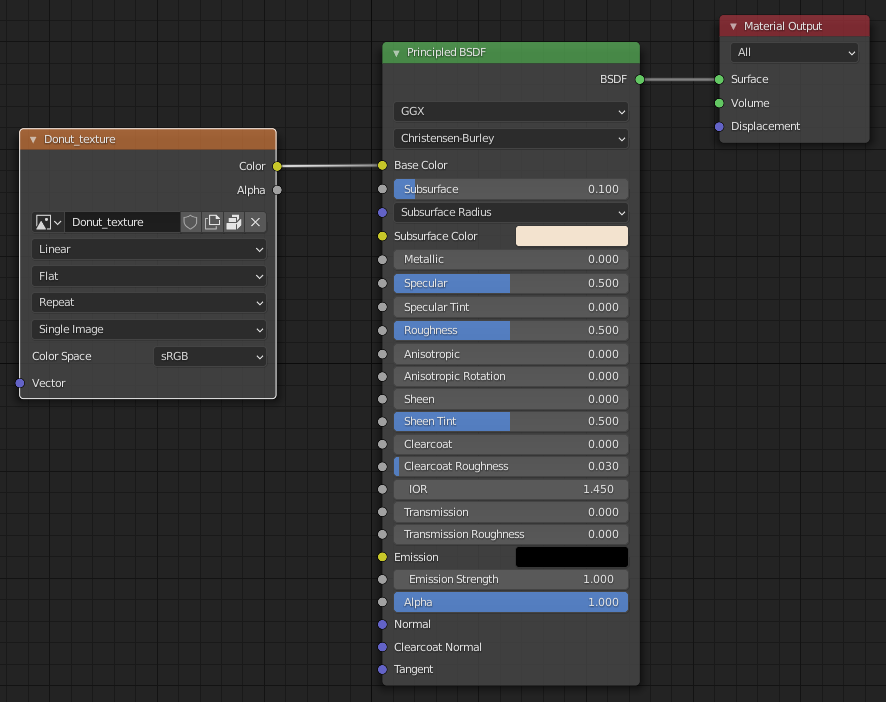 Donut_texture
Color
Alpha
Donut_texture
Linear
Flat
Repeat
Single Image
Color Space sRGB
Vector
Principled BSDF
BSDF
GGX
Christensen-Burley
Base Color
Subsurface 0.100
Subsurface Radius
Subsurface Color
Metallic 0.000
Specular 0.500
Specular Tint 0.000
Roughness 0.500
Anisotropic 0.000
Anisotropic Rotation 0.000
Sheen 0.000
Sheen Tint 0.500
Clearcoat 0.000
Clearcoat Roughness 0.030
IOR 1.450
Transmission 0.000
Transmission Roughness 0.000
Emission
Emission Strength 1.000
Alpha 1.000
Normal
Clearcoat Normal
Tangent
Material Output
All
Surface
Volume
Displacement